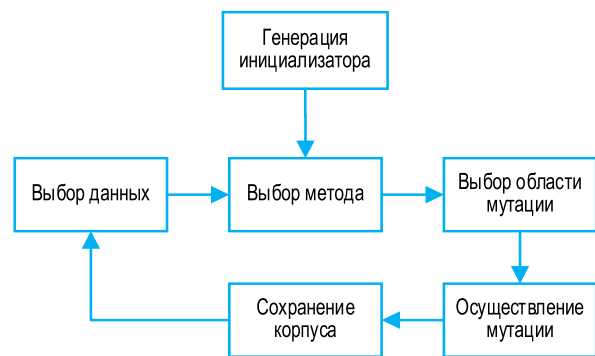 Генерация
инициализатора
Выбор данных
Выбор метода
Выбор области
мутации
Сохранение
корпуса
Осуществление
мутации